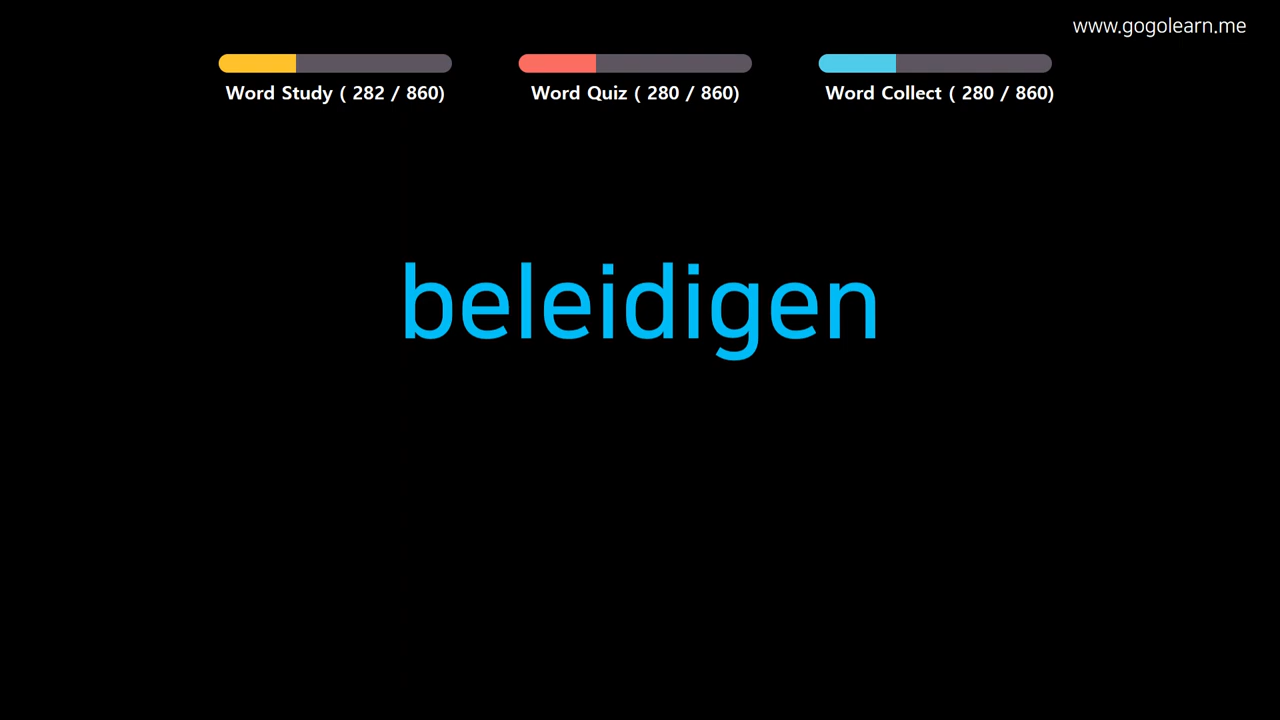 www.gogolearn.me
Word Study ( 282 / 860)
Word Quiz ( 280 / 860)
Word Collect ( 280 / 860)
beleidigen